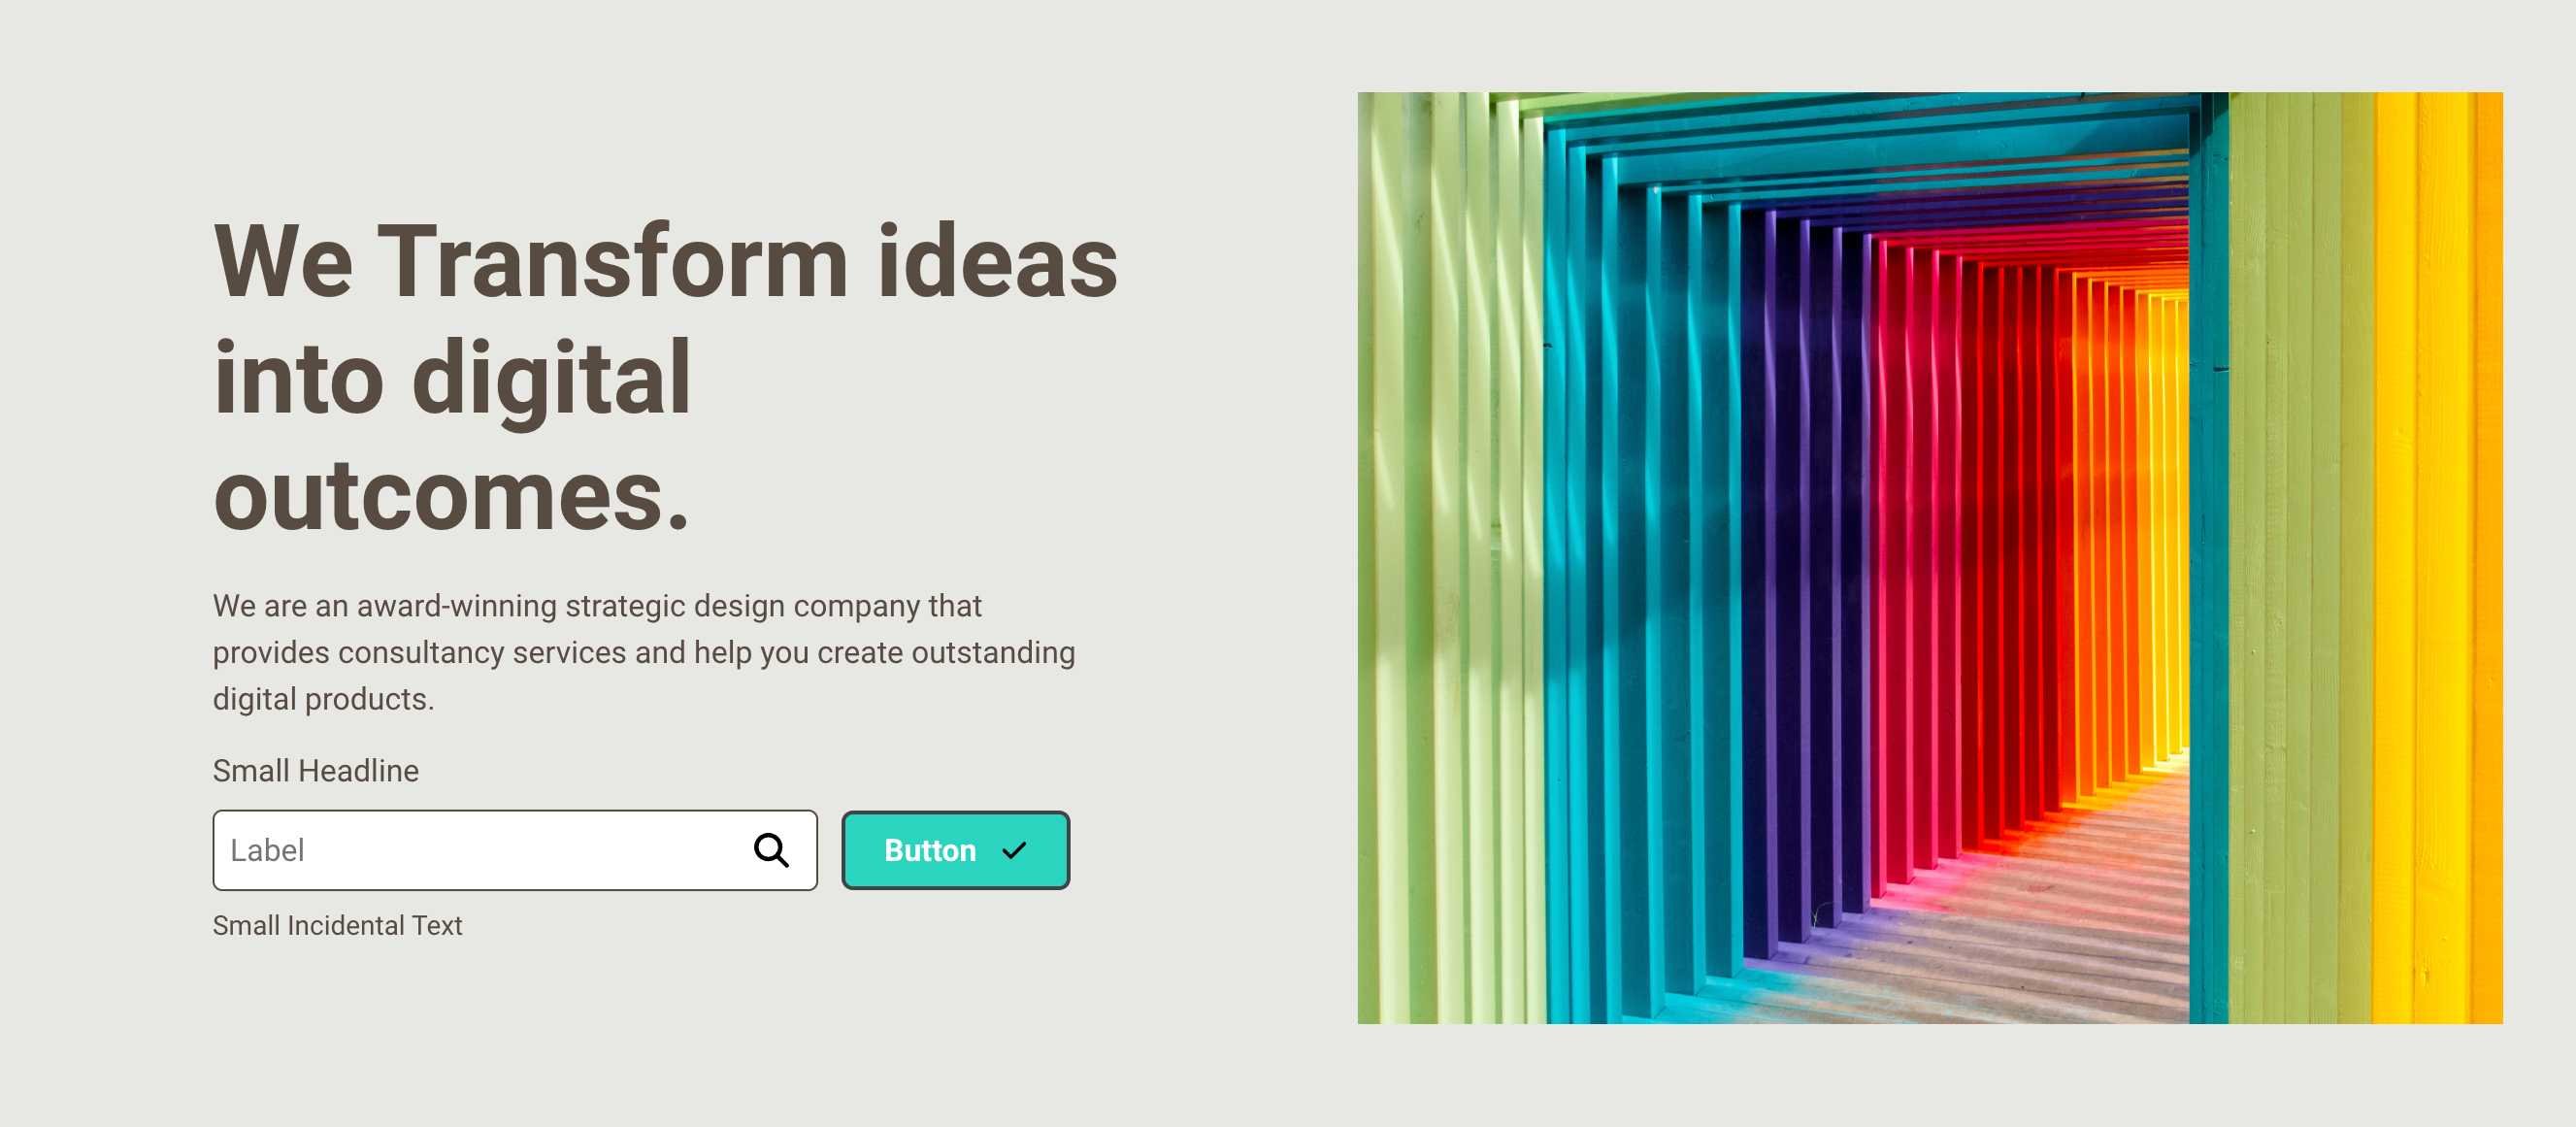 We Transform ideas
into digital
outcomes.
We are an award-winning strategic design company that
provides consultancy services and help you create outstanding
digital products.
Small Headline
Label
Button
Small Incidental Text